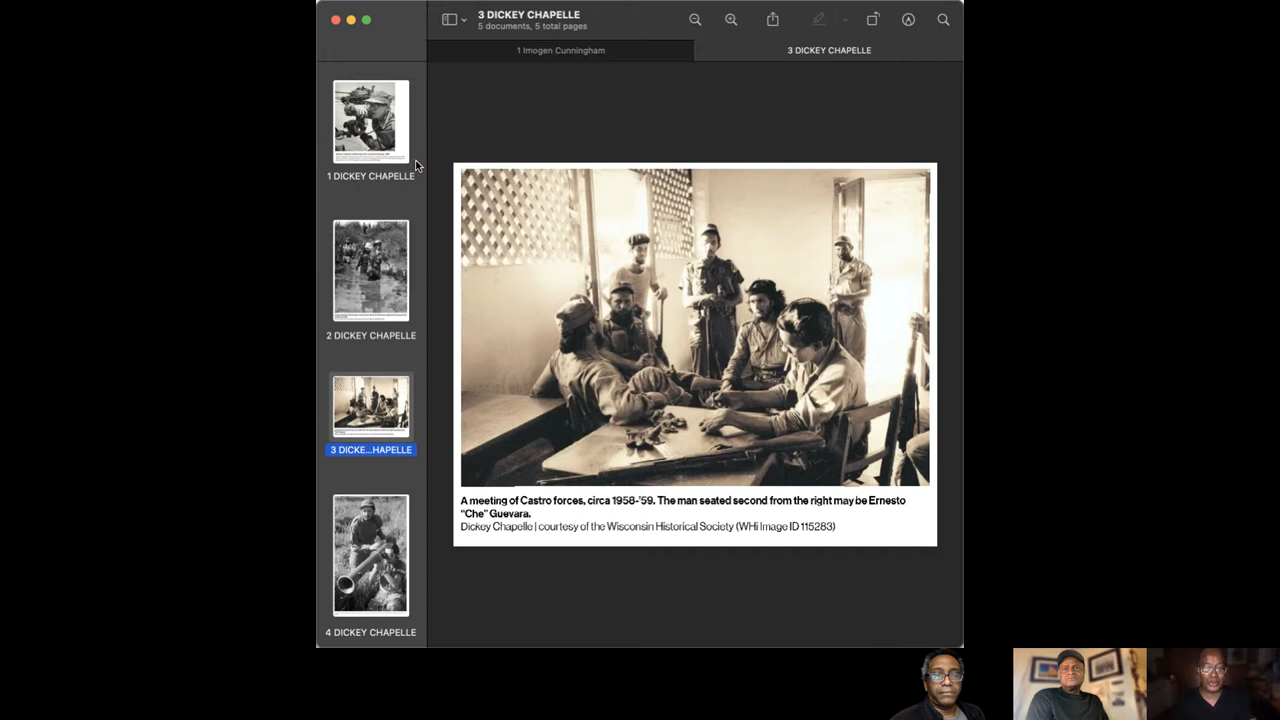 3 DICKEY CHAPELLE
5 documents, 5 total pages
1 Imogen Cunningham
3 DICKEY CHAPELLE
1 DICKEY CHAPELLE
2 DICKEY CHAPELLE
3 DICKE...HAPELLE
4 DICKEY CHAPELLE
A meeting of Castro forces, circa 1958-'59. The man seated second from the right may be Ernesto
“Che” Guevara.
Dickey Chapelle | courtesy of the Wisconsin Historical Society (WHi Image ID 115283)